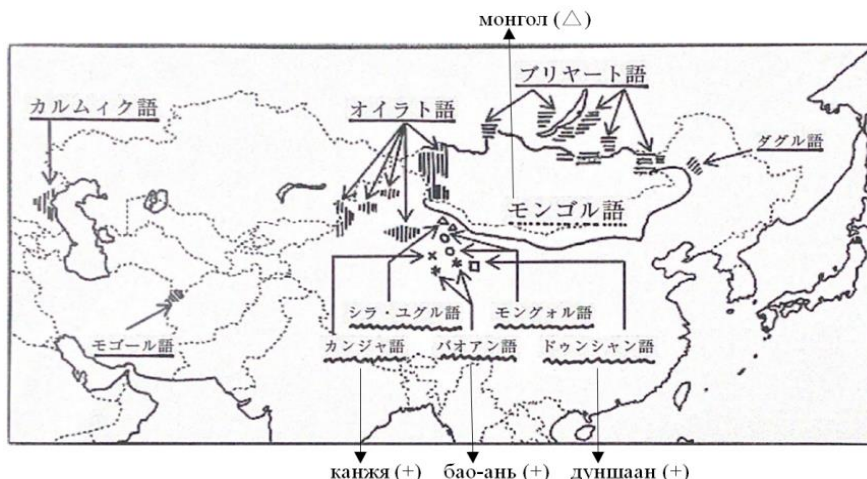 монгол (△)
ブリヤート語
カルムィク語
オイラト語
ダグル語
モンゴル語
シラ・ユグル語
モングォル語
モゴール語
カンジャ語
バオアン語
ドゥンシャン語
канжя (+)
бао-ань (+)
дуншаан (+)